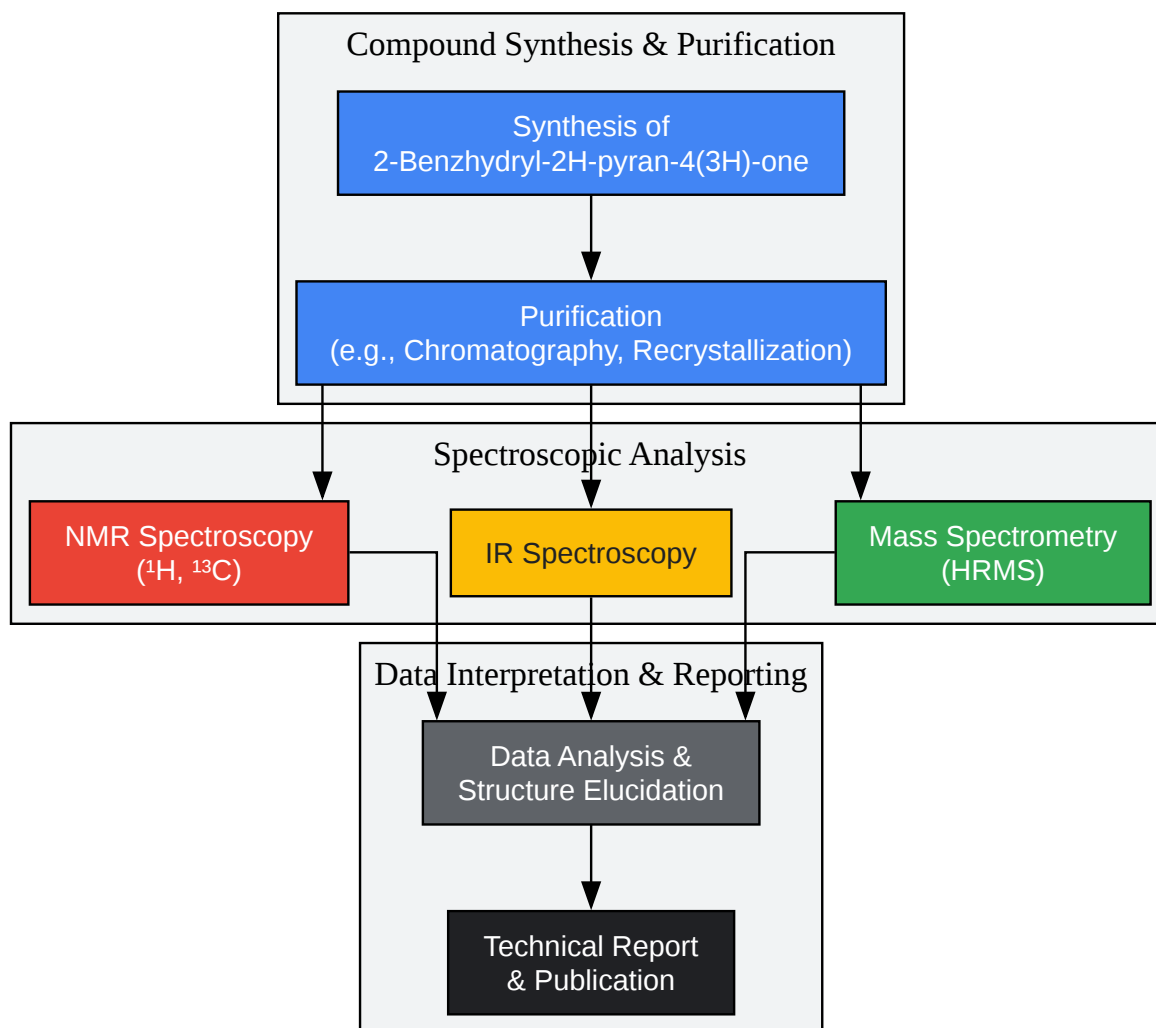 Compound Synthesis & Purification
Synthesis of
2-Benzhydryl-2H-pyran-4(3H)-one
Purification
(e.g., Chromatography, Recrystallization)
Spectroscopic Analysis
NMR Spectroscopy
(¹H, ¹³C)
IR Spectroscopy
Mass Spectrometry
(HRMS)
Data Interpretation & Reporting
Data Analysis &
Structure Elucidation
Technical Report
& Publication